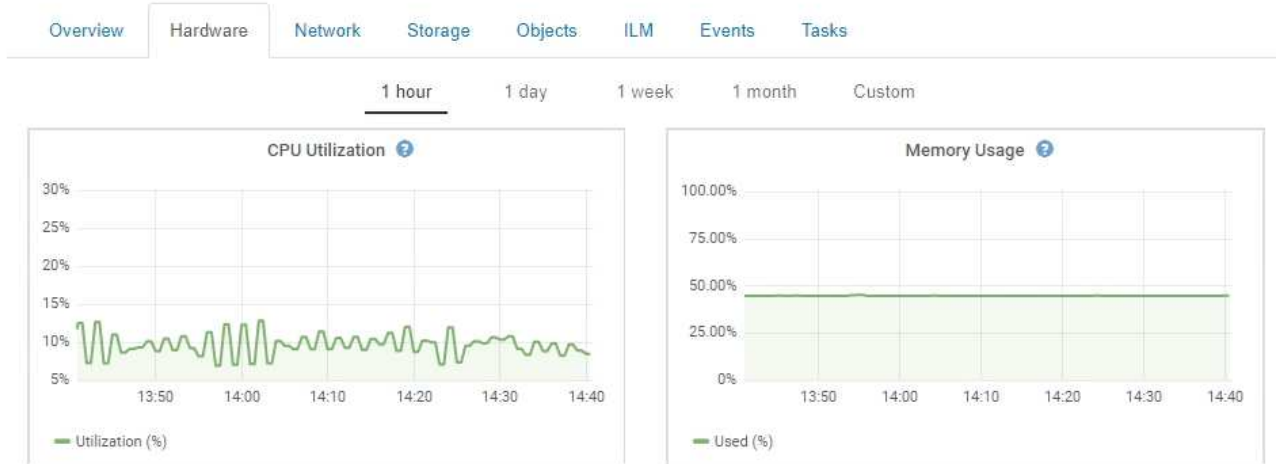 Overview Hardware Network Storage Objects ILM Events Tasks
1 hour 1 day 1 week 1 month Custom
CPU Utilization ?
30%
25%
20%
15%
10%
5%
13:50 14:00 14:10 14:20 14:30 14:40
Utilization (%)
Memory Usage ?
100.00%
75.00%
50.00%
25.00%
0%
13:50 14:00 14:10 14:20 14:30 14:40
Used (%)